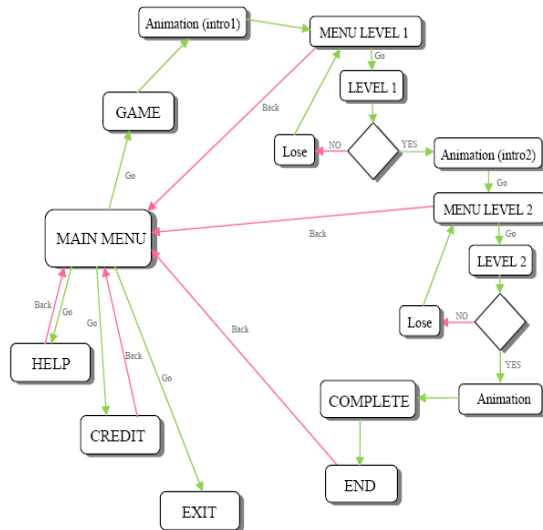 Animation (intro1)
MENU LEVEL 1
Go
LEVEL 1
Back
GAME
NO
YES
Lose
Animation (intro2)
Go
Go
MENU LEVEL 2
MAIN MENU
Back
Go
LEVEL 2
Back
Go
Go
Back
Go
Back
Lose
NO
HELP
YES
COMPLETE
Animation
CREDIT
END
EXIT